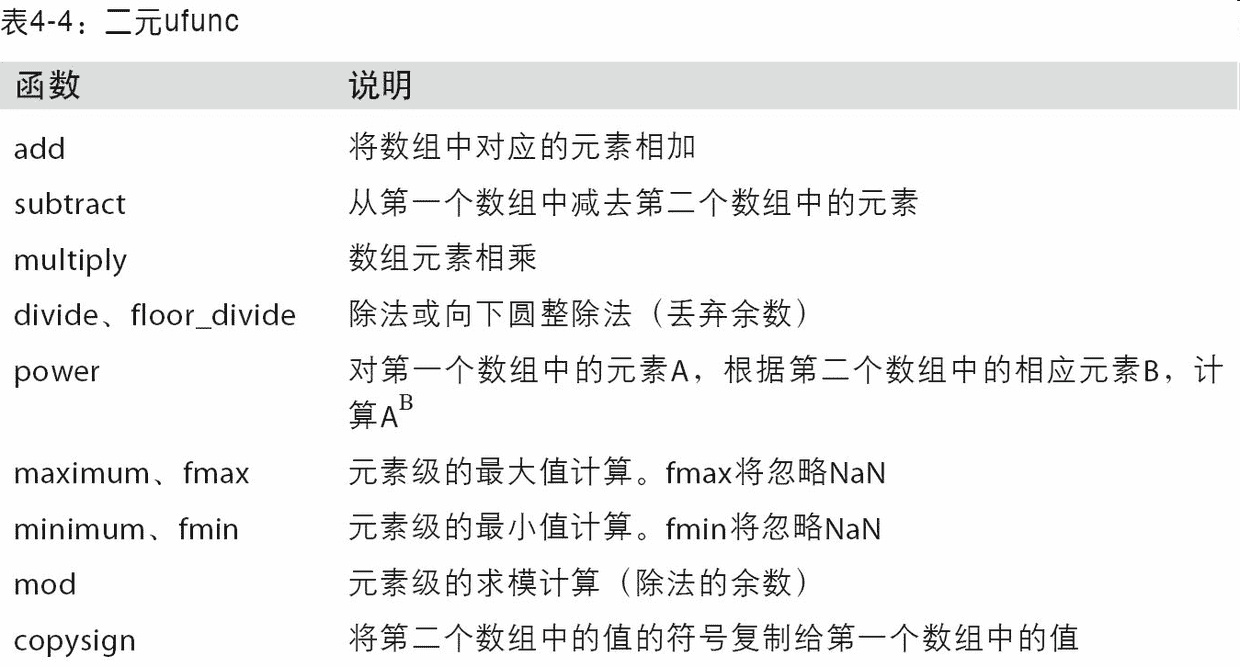 表4-4：二元ufunc
函数 说明
add 将数组中对应的元素相加
subtract 从第一个数组中减去第二个数组中的元素
multiply 数组元素相乘
divide、floor_divide 除法或向下圆整除法（丢弃余数）
power 对第一个数组中的元素A，根据第二个数组中的相应元素B，计
算A^B
maximum、fmax 元素级的最大值计算。fmax将忽略NaN
minimum、fmin 元素级的最小值计算。fmin将忽略NaN
mod 元素级的求模计算（除法的余数）
copysign 将第二个数组中的值的符号复制给第一个数组中的值